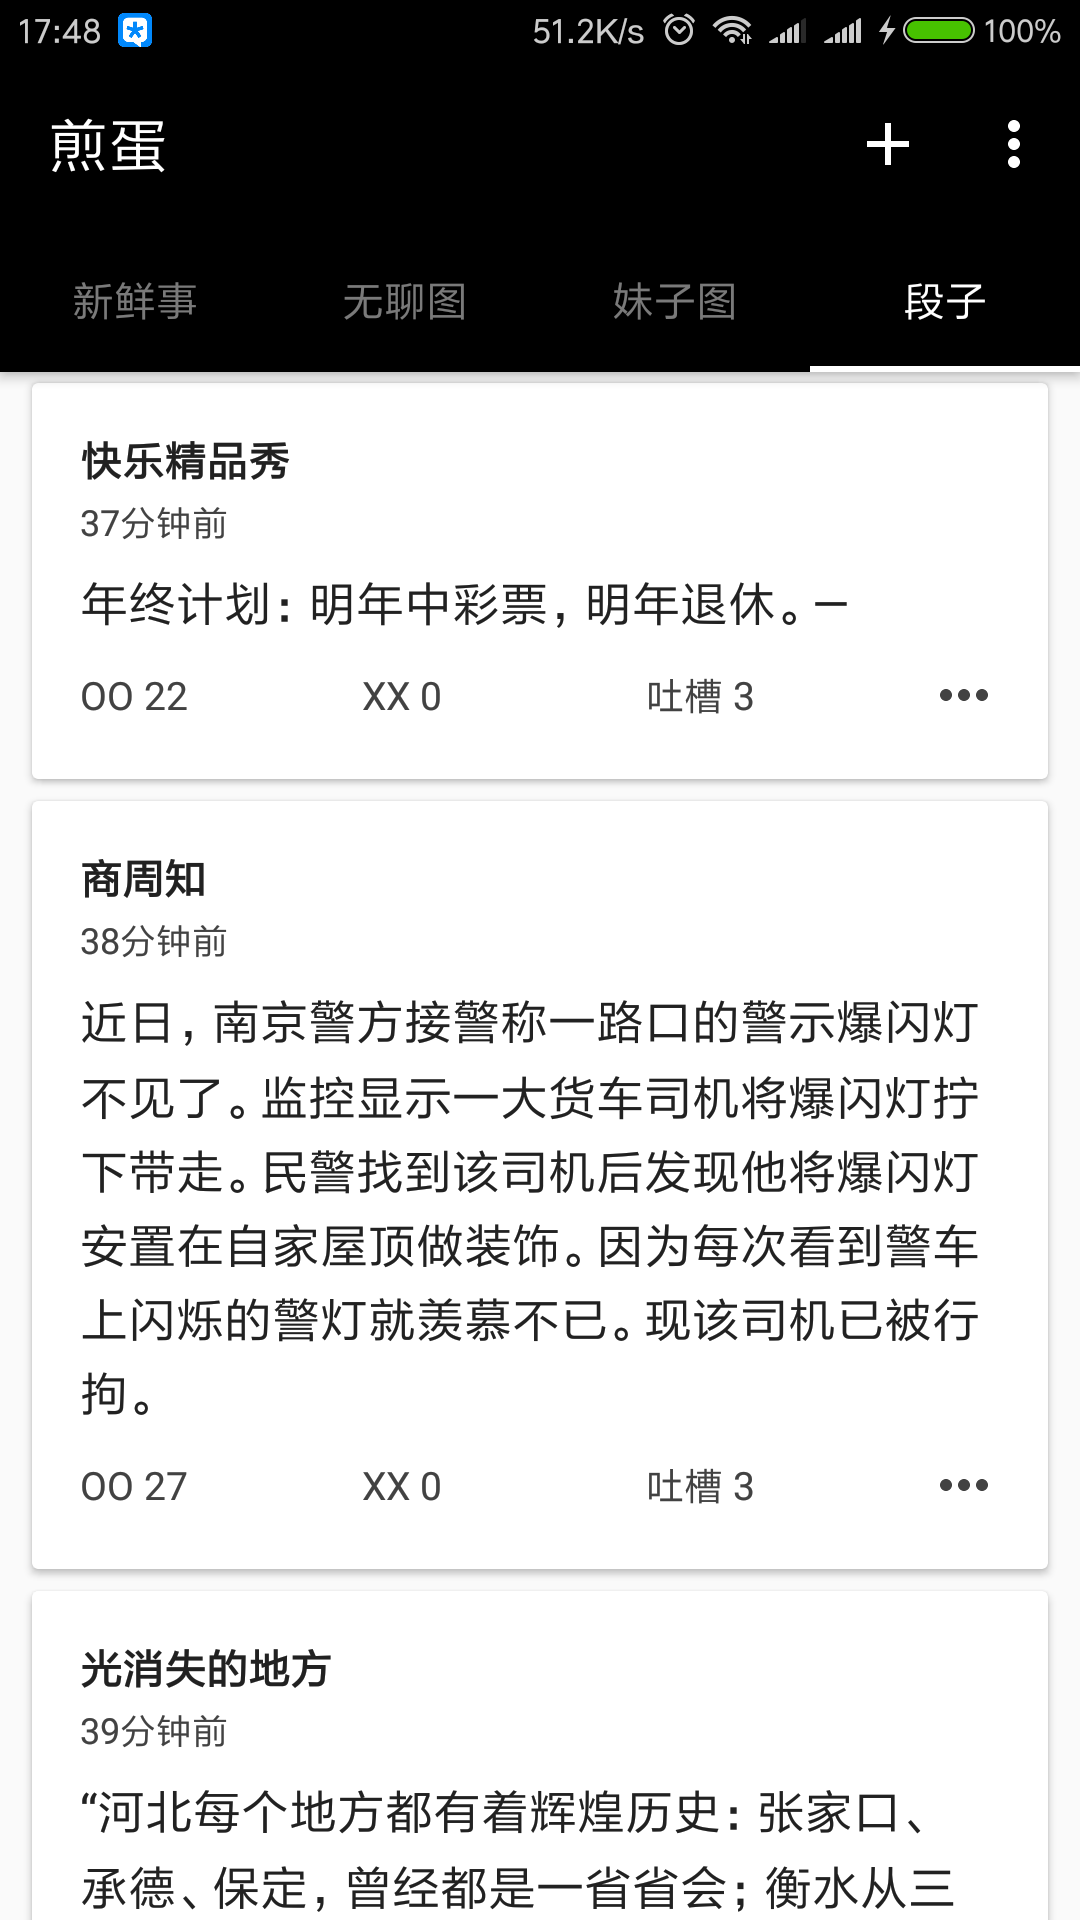 17:48 51.2K/s 100%
煎蛋
新鲜事 无聊图 妹子图 段子
快乐精品秀
37分钟前
年终计划：明年中彩票，明年退休。—
OO 22 XX 0 吐槽 3
商周知
38分钟前
近日，南京警方接警称一路口的警示爆闪灯
不见了。监控显示一大货车司机将爆闪灯拧
下带走。民警找到该司机后发现他将爆闪灯
安置在自家屋顶做装饰。因为每次看到警车
上闪烁的警灯就羡慕不已。现该司机已被行
拘。
OO 27 XX 0 吐槽 3
光消失的地方
39分钟前
“河北每个地方都有着辉煌历史：张家口、
承德、保定，曾经都是一省省会；衡水从三